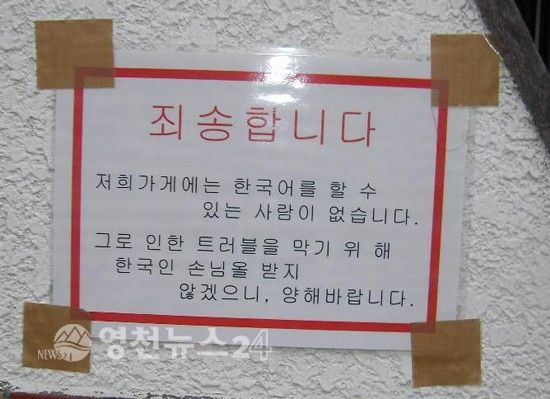 죄송합니다
저희가게에는 한국어를 할 수
있는 사람이 없습니다.
그로 인한 트러블을 막기 위 해
한국인 손님올 받지
않겠으니, 양해바랍니다.
NEWS24 영천뉴스24